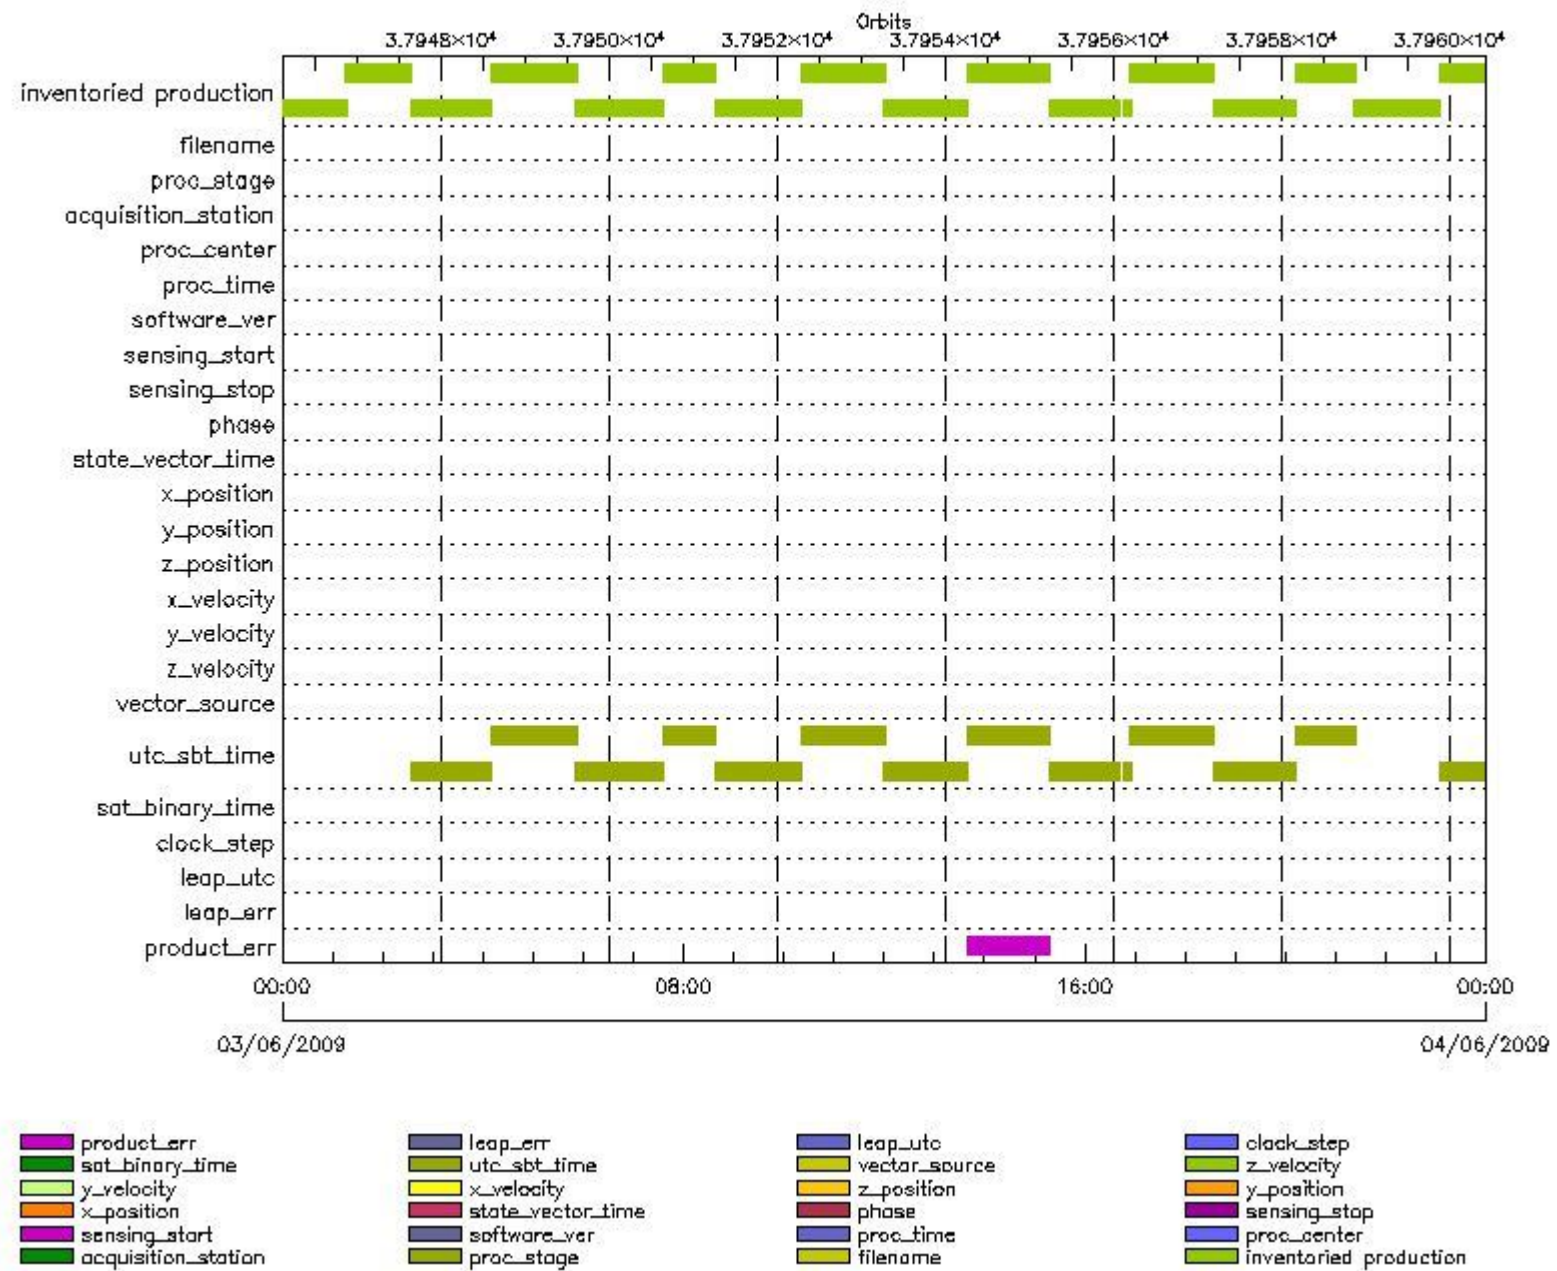 Orbits
3.7948×10⁴ 3.7950×10⁴ 3.7952×10⁴ 3.7954×10⁴ 3.7956×10⁴ 3.7958×10⁴ 3.7960×10⁴
inventoried production
filename
proc_stage
acquisition_station
proc_center
proc_time
software_ver
sensing_start
sensing_stop
phase
state_vector_time
x_position
y_position
z_position
x_velocity
y_velocity
z_velocity
vector_source
utc_sbt_time
sat_binary_time
clock_step
leap_utc
leap_err
product_err
00:00 08:00 16:00 00:00
03/06/2009 04/06/2009
product_err leap_err leap_utc clock_step
sat_binary_time utc_sbt_time vector_source z_velocity
y_velocity x_velocity z_position y_position
x_position state_vector_time phase sensing_stop
sensing_start software_ver proc_time proc_center
acquisition_station proc_stage filename inventoried production